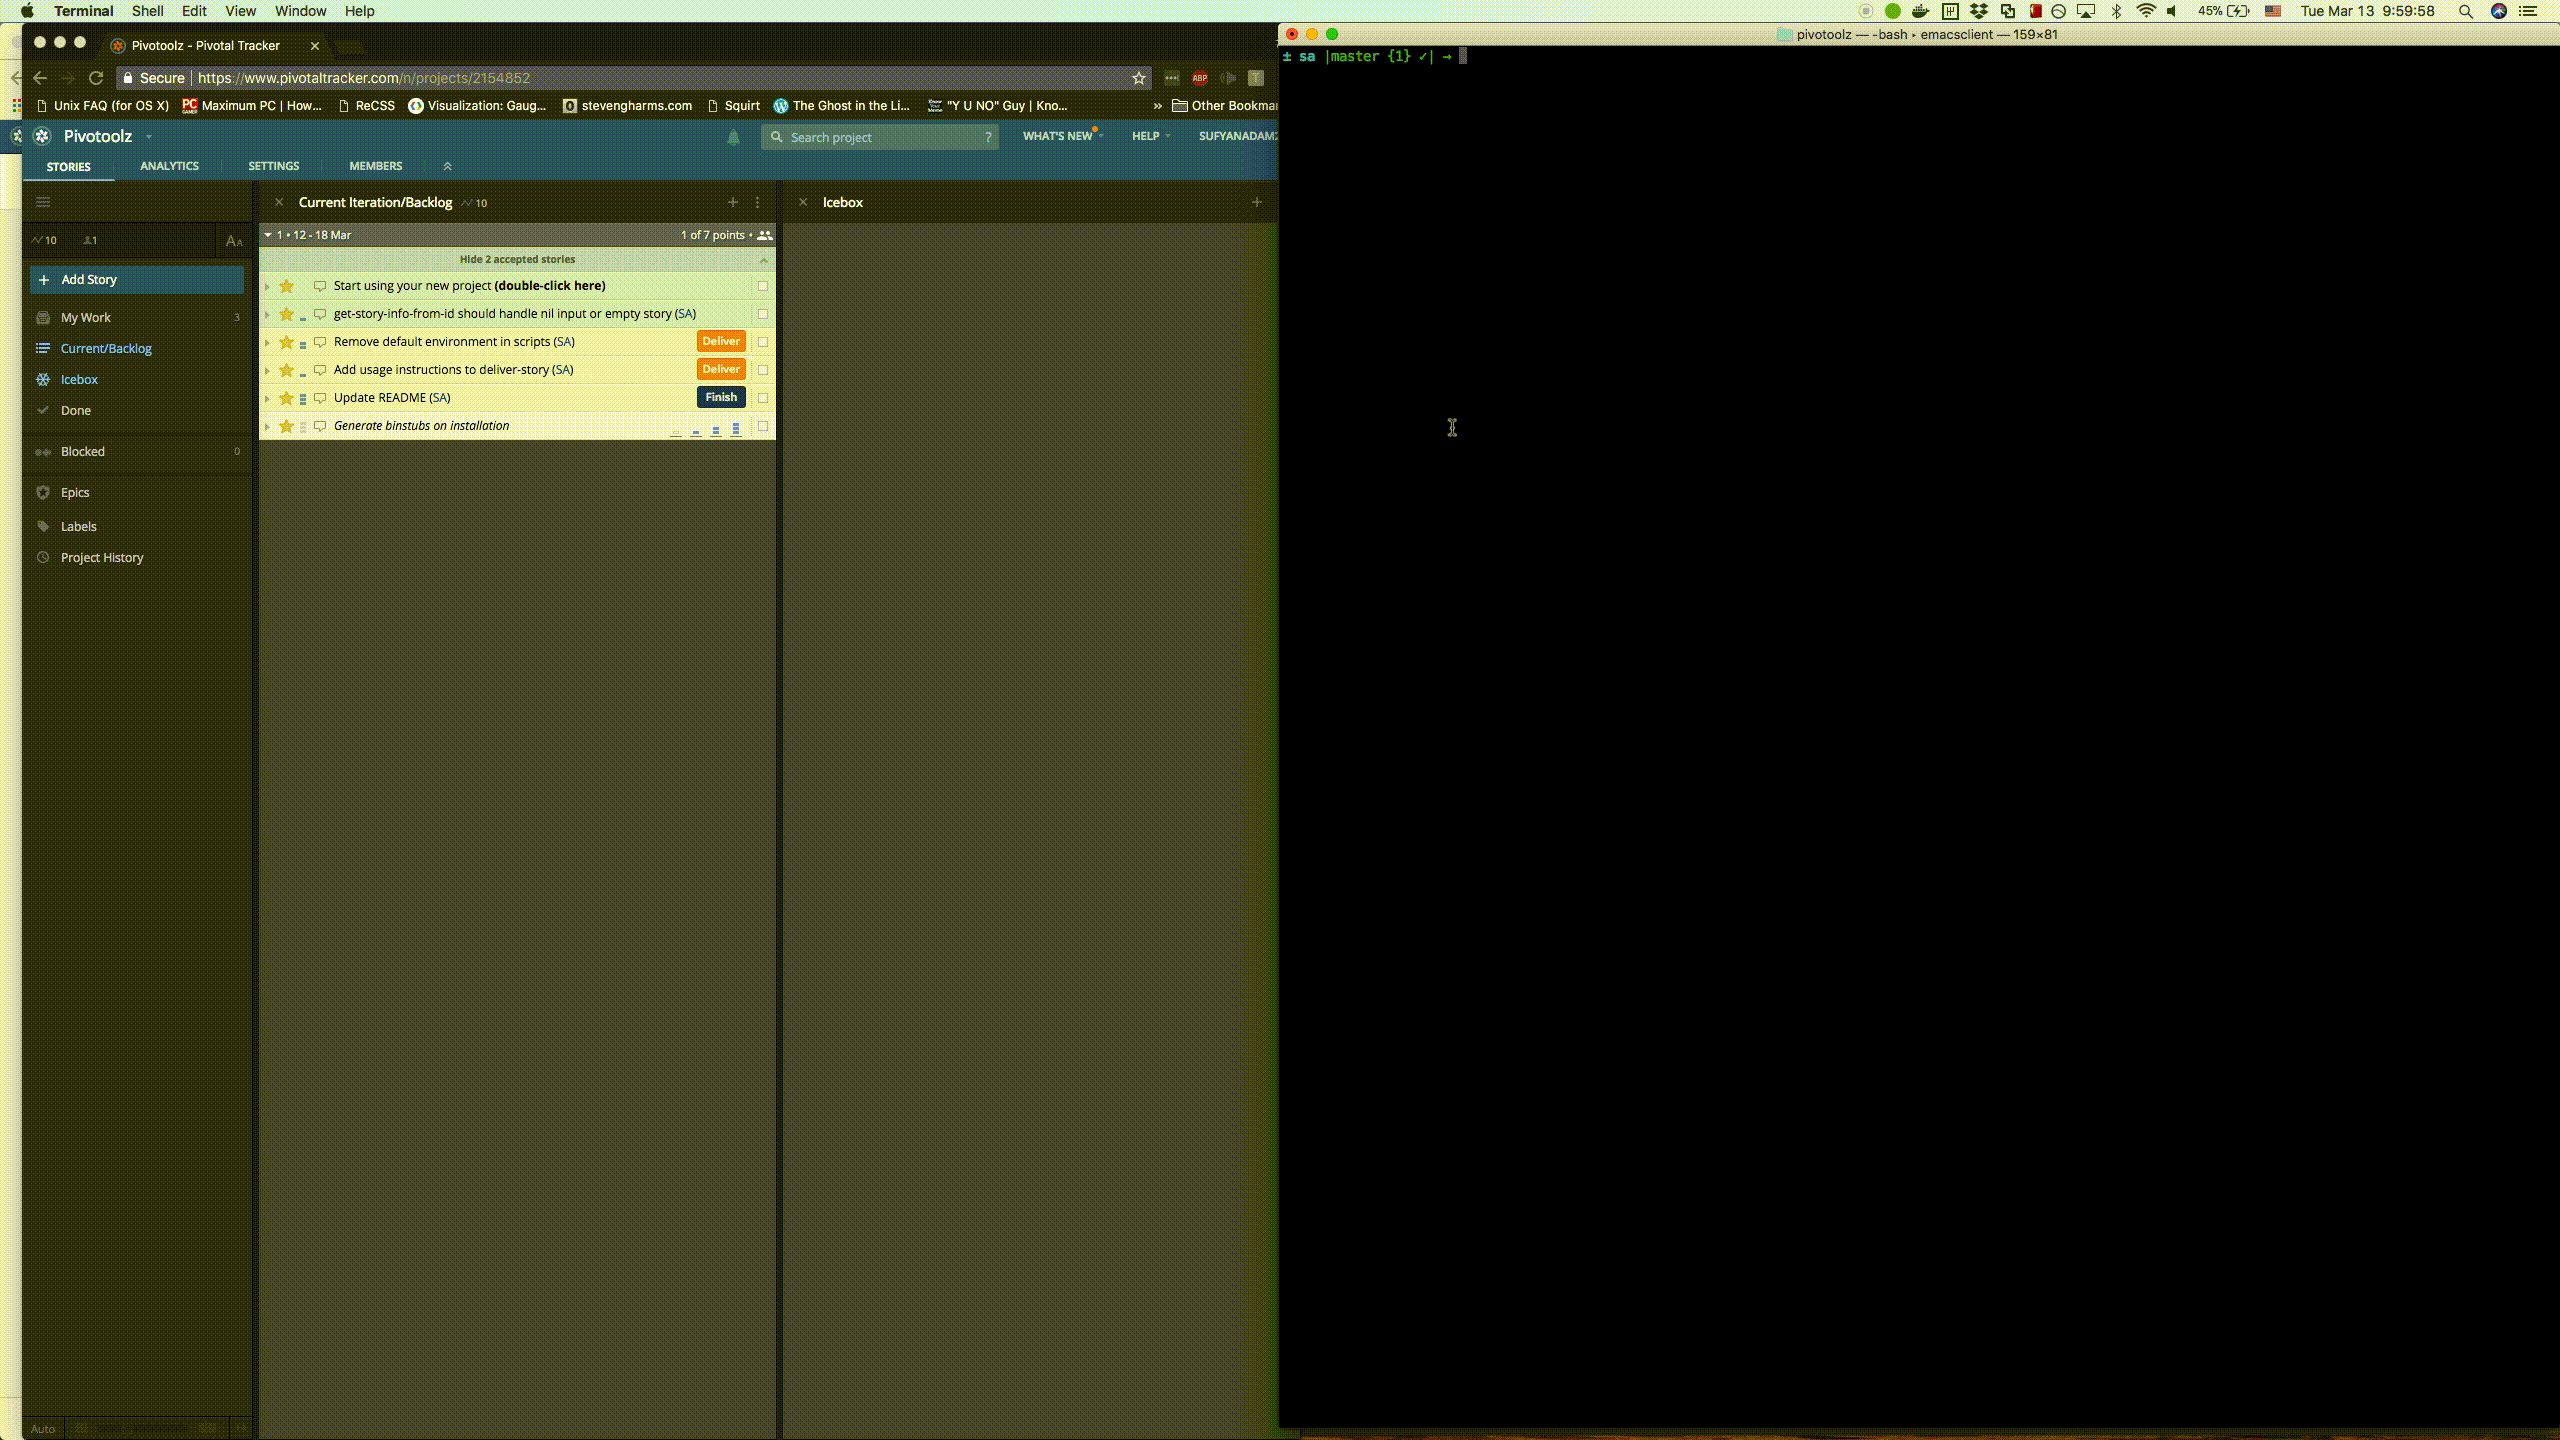 Terminal Shell Edit View Window Help 45% Tue Mar 13 9:59:58
Pivotoolz - Pivotal Tracker
pivotoolz — -bash ▸ emacsclient — 159×81
± sa |master {1} ✓| →
Secure | https://www.pivotaltracker.com/n/projects/2154852 ABP T
Unix FAQ (for OS X) PC Maximum PC | How... ReCSS Visualization: Gaug... stevengharms.com Squirt The Ghost in the Li... "Y U NO" Guy | Kno... » Other Bookmar
Pivotoolz Search project ? WHAT'S NEW HELP SUFYANADAM
STORIES ANALYTICS SETTINGS MEMBERS
Current Iteration/Backlog 10 Icebox
10 1 AA
1 • 12 - 18 Mar 1 of 7 points •
Hide 2 accepted stories
Add Story
Start using your new project (double-click here)
get-story-info-from-id should handle nil input or empty story (SA)
Remove default environment in scripts (SA) Deliver
Add usage instructions to deliver-story (SA) Deliver
Update README (SA) Finish
Generate binstubs on installation
My Work 3
Current/Backlog
Icebox
Done
Blocked 0
Epics
Labels
Project History
Auto